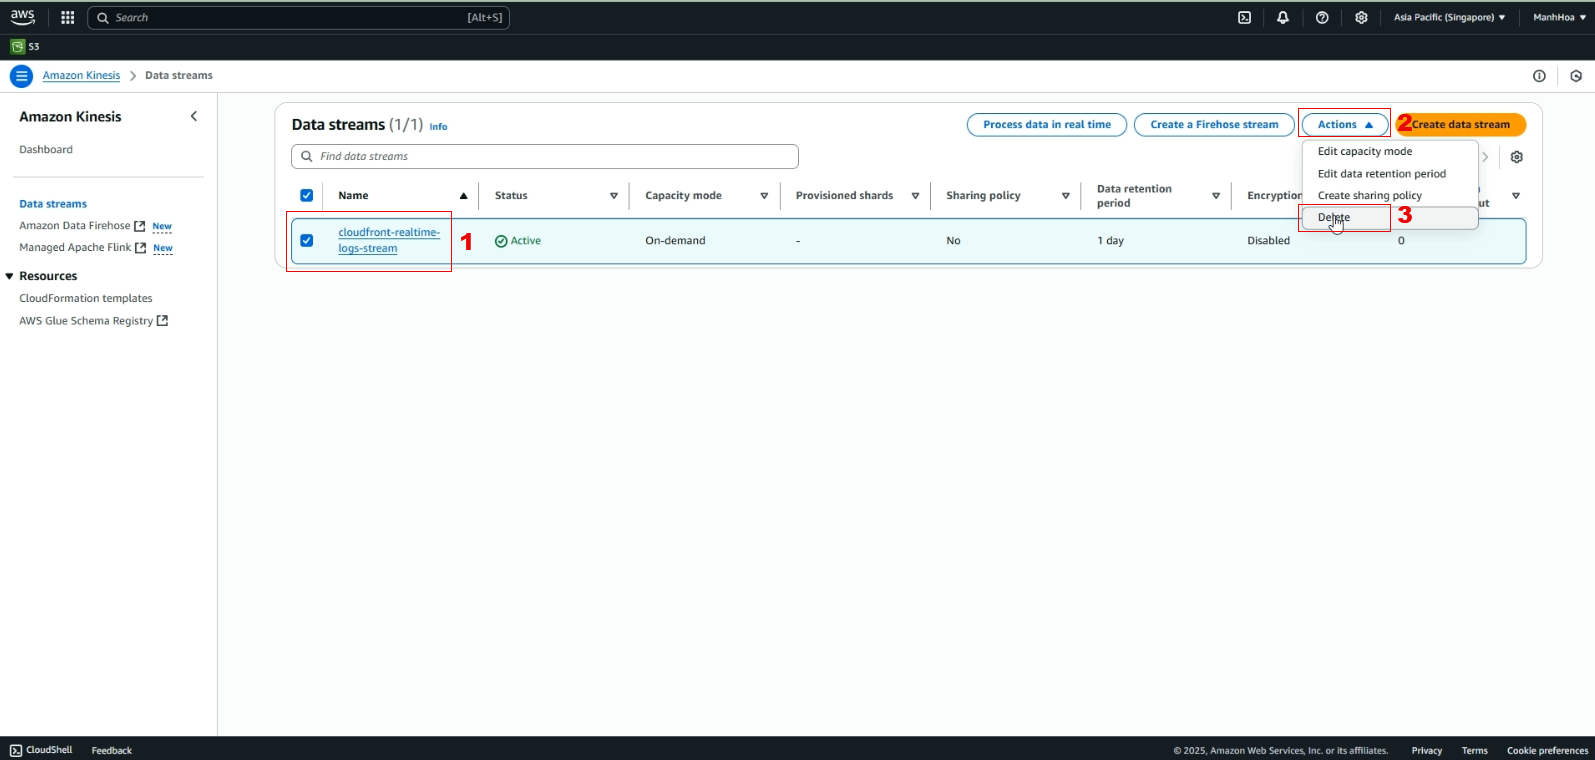 aws
Search
[Alt+S]
Asia Pacific (Singapore)
ManhHoa
S3
Amazon Kinesis
Data streams
Amazon Kinesis
Dashboard
Data streams
Amazon Data Firehose New
Managed Apache Flink New
Resources
CloudFormation templates
AWS Glue Schema Registry
Data streams (1/1) Info
Process data in real time
Create a Firehose stream
Actions
2
Create data stream
Find data streams
Edit capacity mode
Edit data retention period
Create sharing policy
Delete
3
Name
Status
Capacity mode
Provisioned shards
Sharing policy
Data retention
period
Encryption
cloudfront-realtime-
logs-stream
1
Active
On-demand
-
No
1 day
Disabled
0
CloudShell
Feedback
© 2025, Amazon Web Services, Inc. or its affiliates.
Privacy
Terms
Cookie preferences